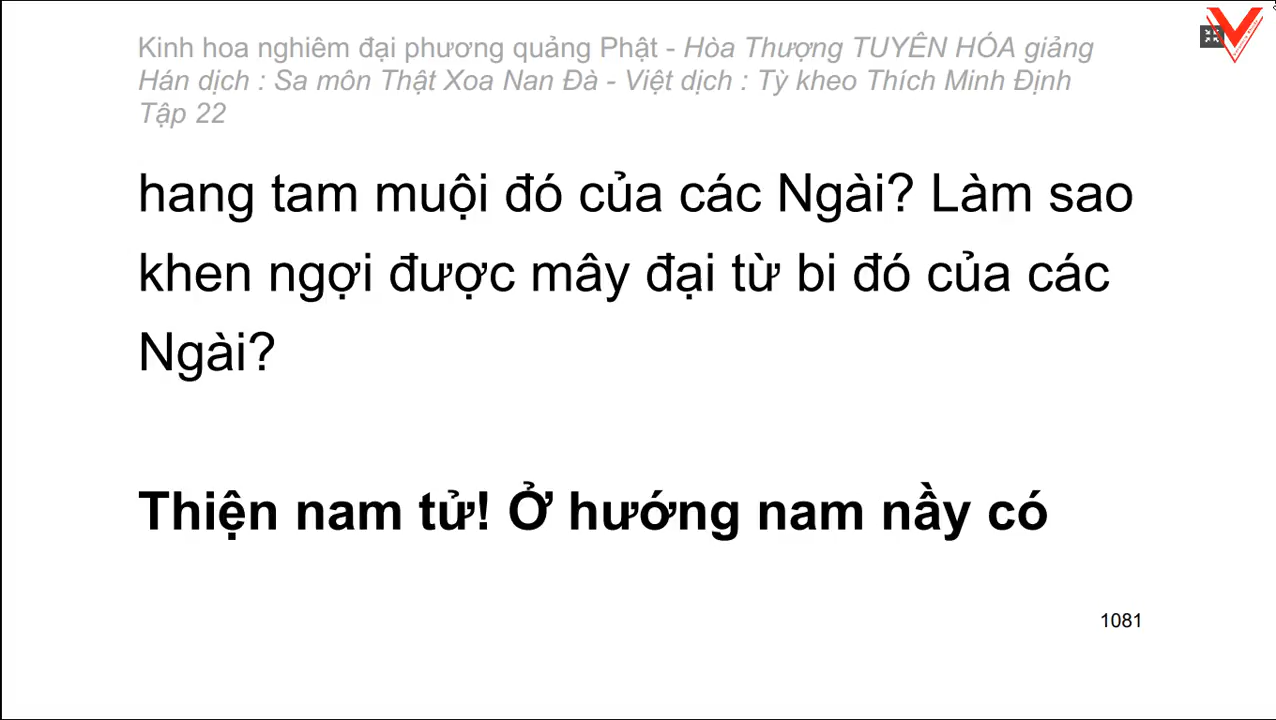 Kinh hoa nghiêm đại phương quảng Phật - Hòa Thượng TUYÊN HÓA giảng
Hán dịch : Sa môn Thật Xoa Nan Đà - Việt dịch : Tỳ kheo Thích Minh Định
Tập 22
hang tam muội đó của các Ngài? Làm sao
khen ngợi được mây đại từ bi đó của các
Ngài?
Thiện nam tử! Ở hướng nam nầy có
1081